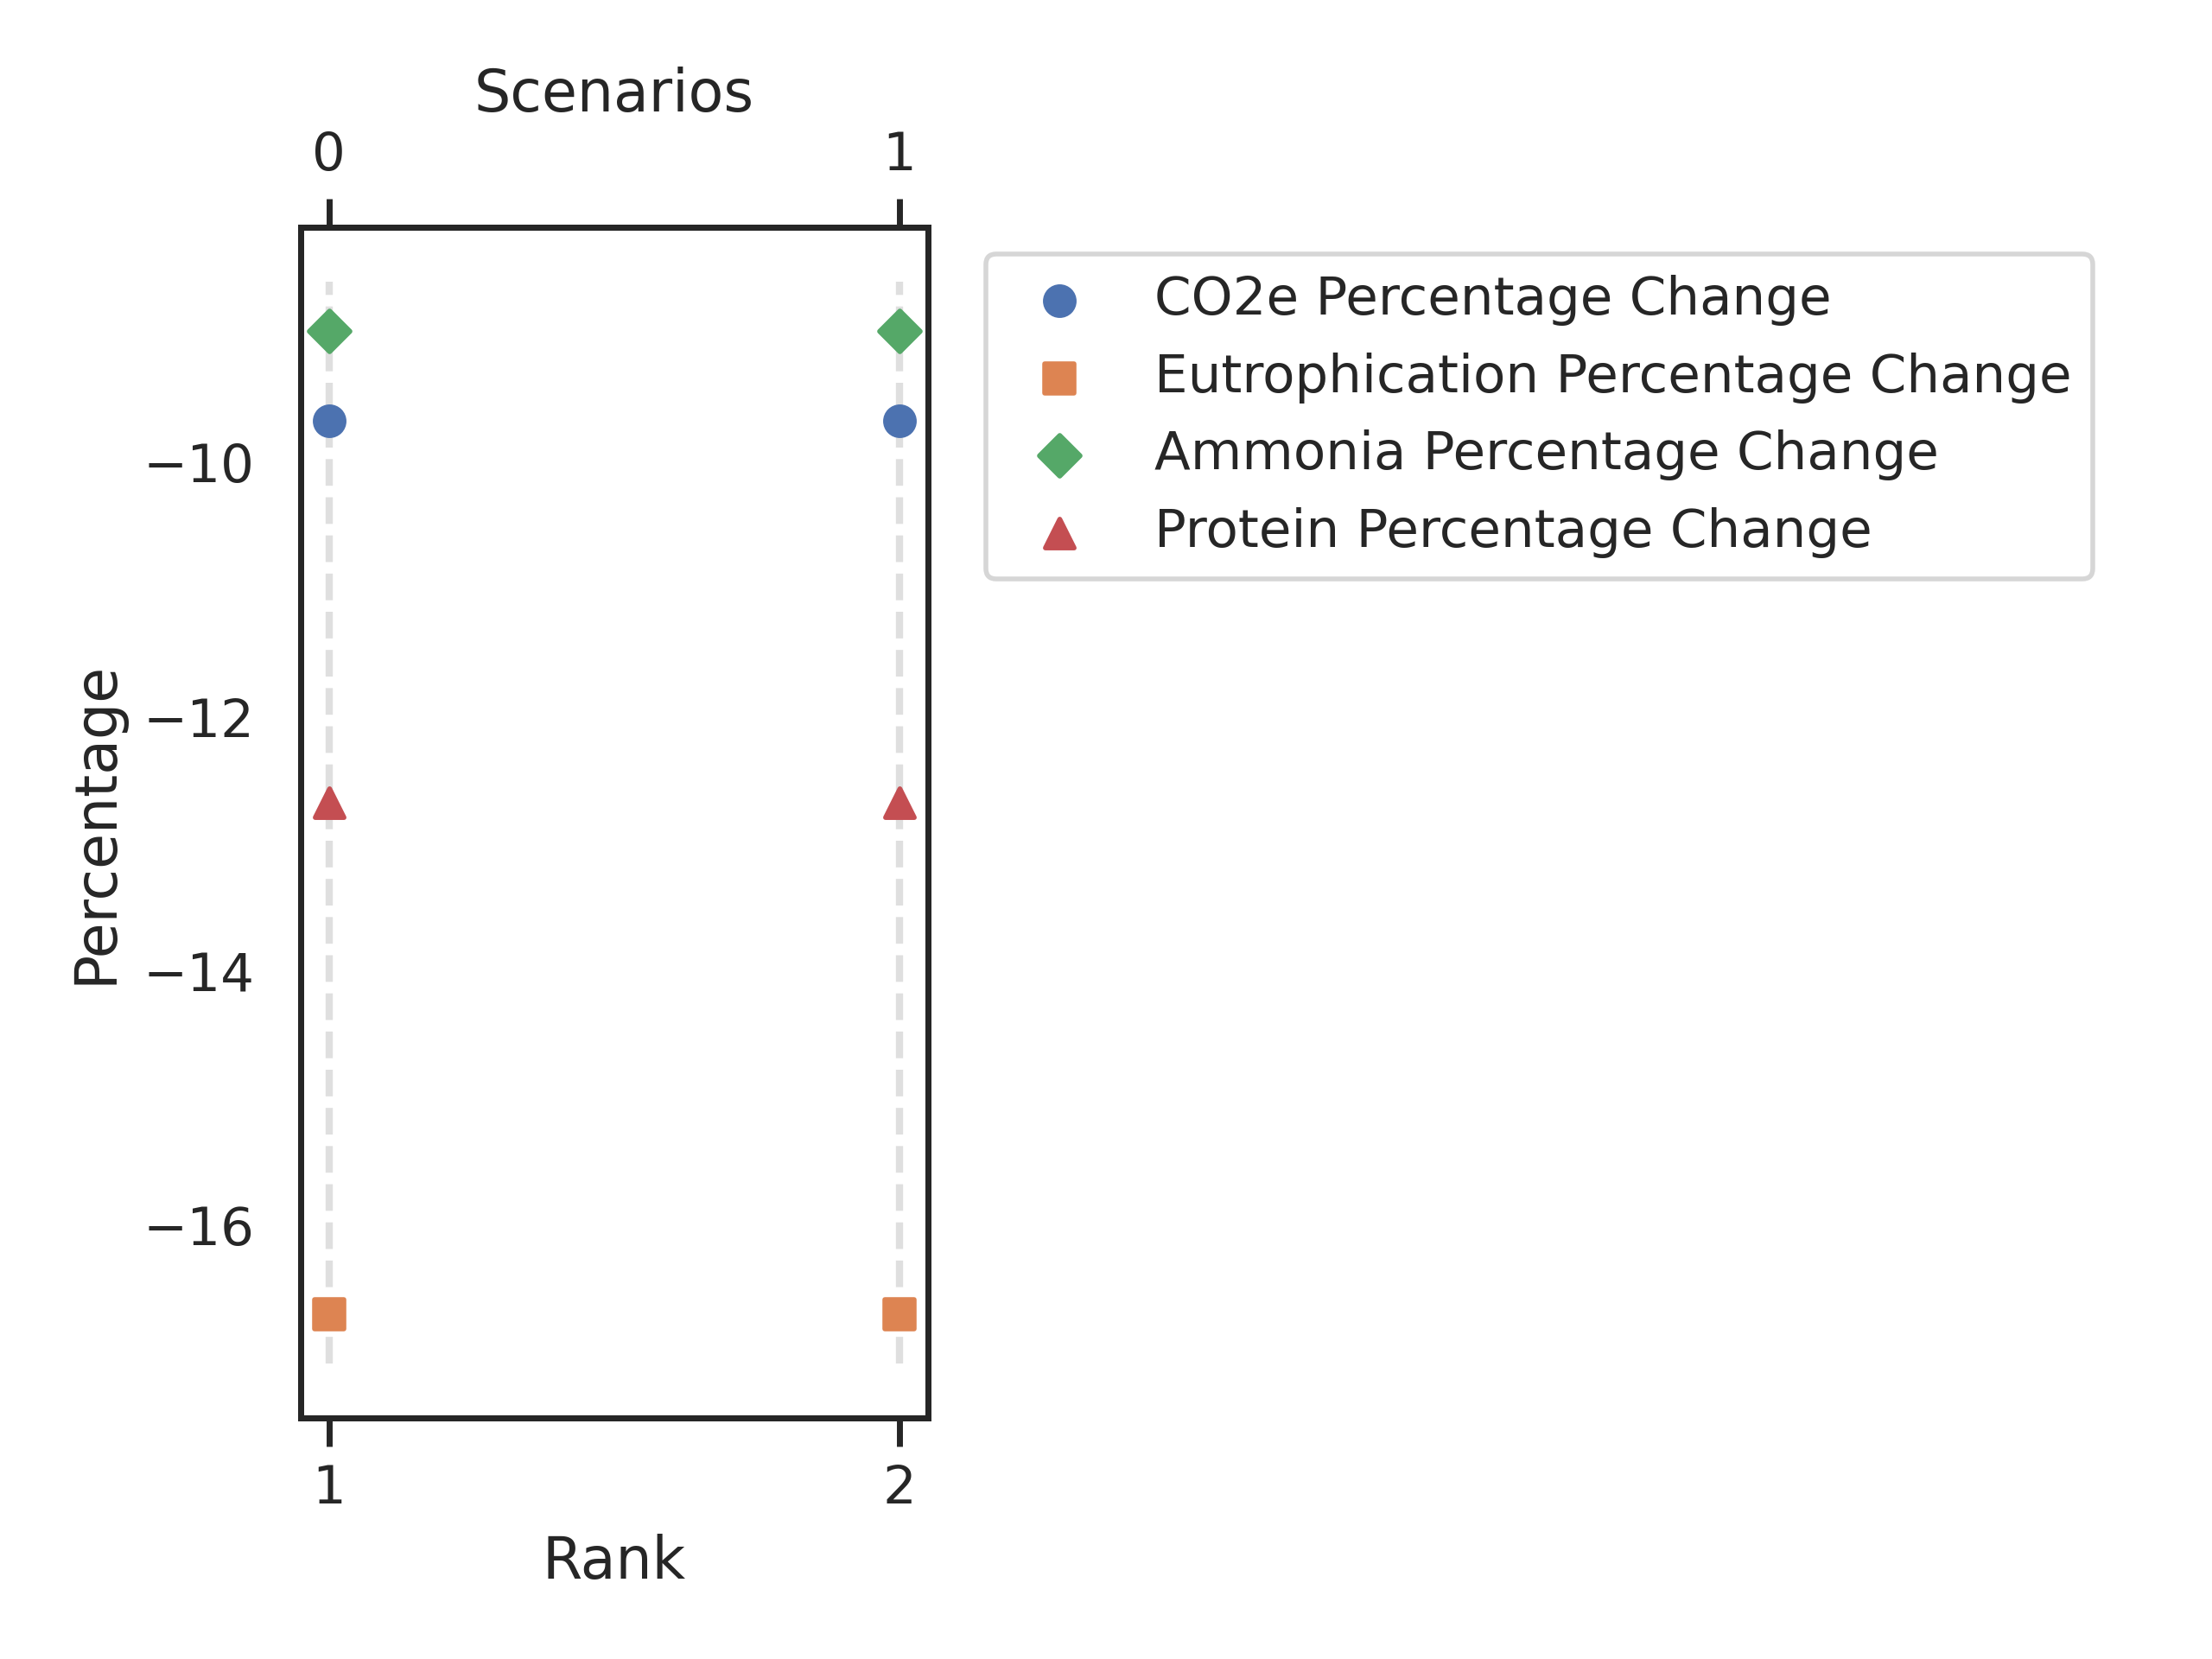 Scenarios
0 1
CO2e Percentage Change
Eutrophication Percentage Change
Ammonia Percentage Change
Protein Percentage Change
Percentage
−10
−12
−14
−16
1 2
Rank